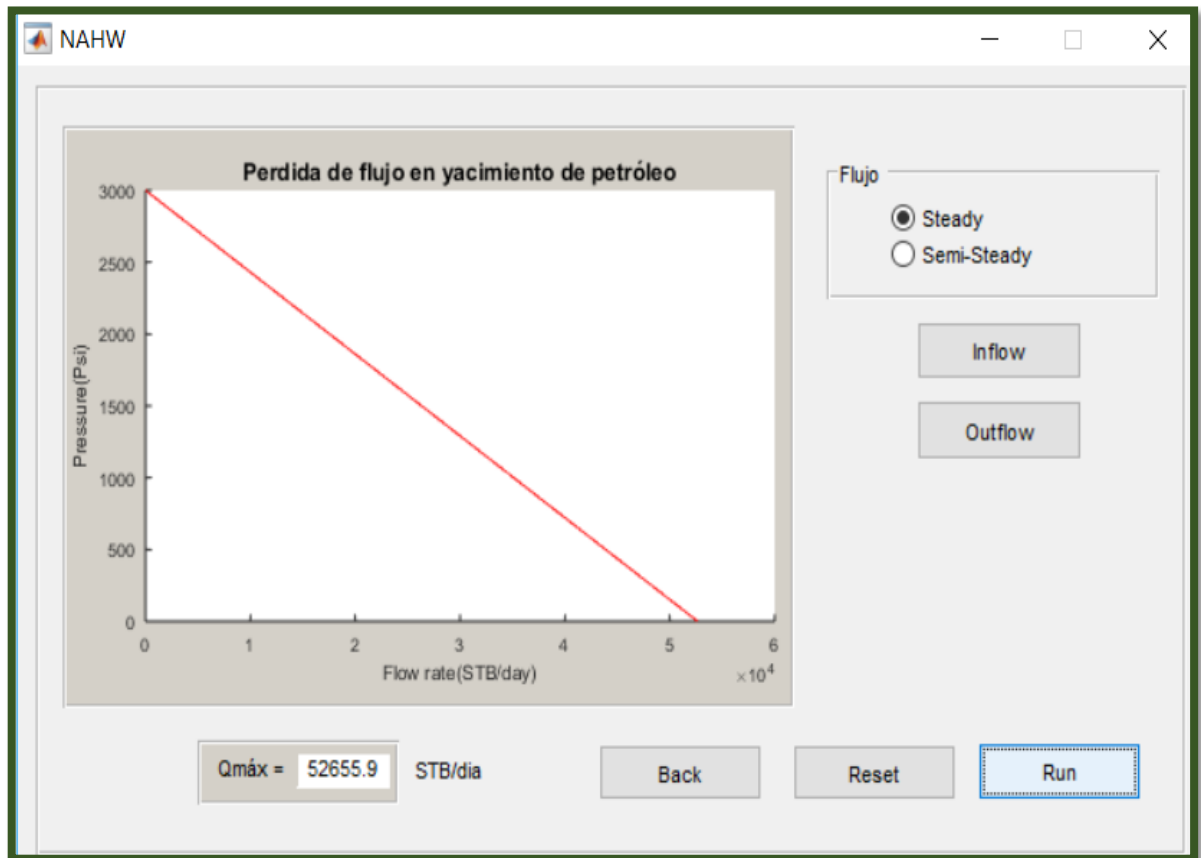 NAHW
Perdida de flujo en yacimiento de petróleo
3000
2500
2000
1500
1000
500
0
Pressure(Psi)
0 1 2 3 4 5 6
Flow rate(STB/day)
×10⁴
Flujo
Steady
Semi-Steady
Inflow
Outflow
Qmáx = 52655.9 STB/dia
Back
Reset
Run